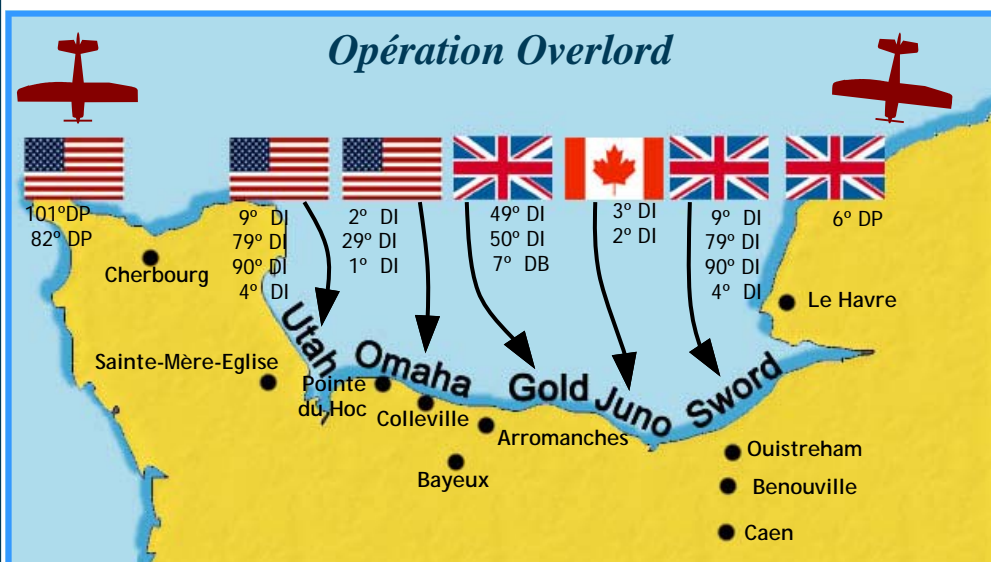 Opération Overlord
101ºDP
82º DP
9º DI
79º DI
90º DI
4º DI
2º DI
29º DI
1º DI
49º DI
50º DI
7º DB
3º DI
2º DI
9º DI
79º DI
90º DI
4º DI
6º DP
Cherbourg
Le Havre
Utah
Omaha
Gold
Juno
Sword
Sainte-Mère-Eglise
Pointe
du Hoc
Colleville
Arromanches
Bayeux
Ouistreham
Benouville
Caen